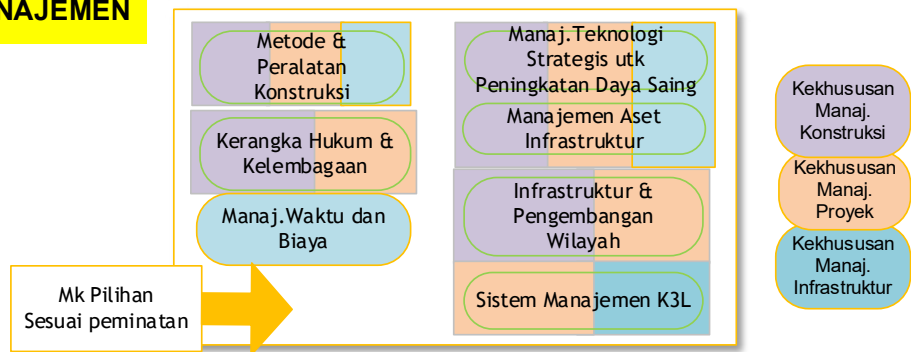 NAJEMEN
Metode &
Peralatan
Konstruksi
Kerangka Hukum &
Kelembagaan
Manaj.Waktu dan
Biaya
Manaj.Teknologi
Strategis utk
Peningkatan Daya Saing
Manajemen Aset
Infrastruktur
Infrastruktur &
Pengembangan
Wilayah
Sistem Manajemen K3L
Kekhususan
Manaj.
Konstruksi
Kekhususan
Manaj.
Proyek
Kekhususan
Manaj.
Infrastruktur
Mk Pilihan
Sesuai peminatan